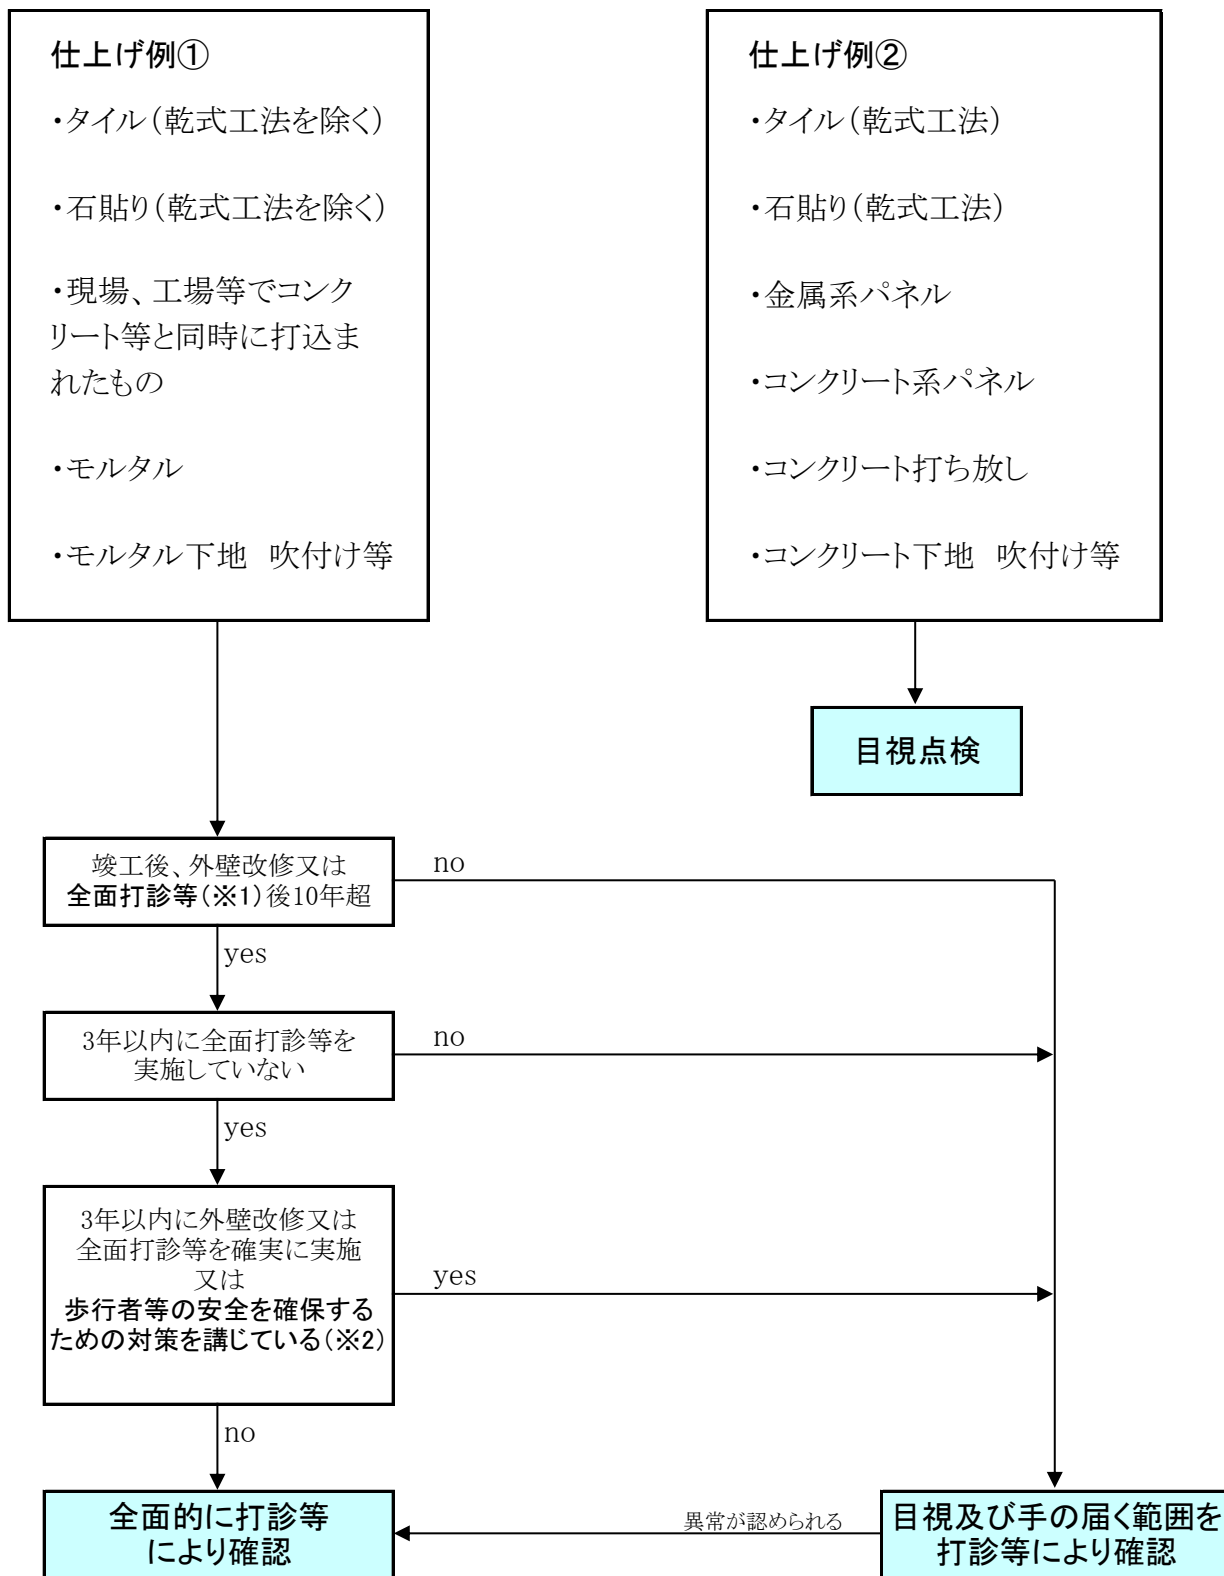 仕上げ例①
・タイル(乾式工法を除く)
・石貼り(乾式工法を除く)
・現場、工場等でコンク
リート等と同時に打込ま
れたもの
・モルタル
・モルタル下地　吹付け等
仕上げ例②
・タイル(乾式工法)
・石貼り(乾式工法)
・金属系パネル
・コンクリート系パネル
・コンクリート打ち放し
・コンクリート下地　吹付け等
目視点検
竣工後、外壁改修又は
全面打診等(※1)後10年超
no
yes
3年以内に全面打診等を
実施していない
no
yes
3年以内に外壁改修又は
全面打診等を確実に実施
又は
歩行者等の安全を確保する
ための対策を講じている(※2)
yes
no
全面的に打診等
により確認
異常が認められる
目視及び手の届く範囲を
打診等により確認